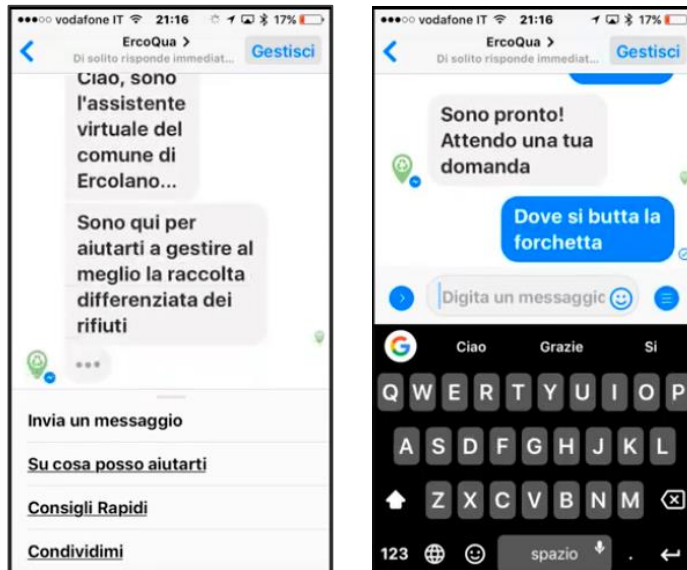 vodafone IT 21:16 17%
ErcoQua >
Di solito risponde immediat...
Gestisci
Ciao, sono
l'assistente
virtuale del
comune di
Ercolano...
Sono qui per
aiutarti a gestire al
meglio la raccolta
differenziata dei
rifiuti
Invia un messaggio
Su cosa posso aiutarti
Consigli Rapidi
Condividimi
vodafone IT 21:16 17%
ErcoQua >
Di solito risponde immediat...
Gestisci
Sono pronto!
Attendo una tua
domanda
Dove si butta la
forchetta
Digita un messaggio
G Ciao Grazie Si
Q W E R T Y U I O P
A S D F G H J K L
Z X C V B N M
123 spazio .